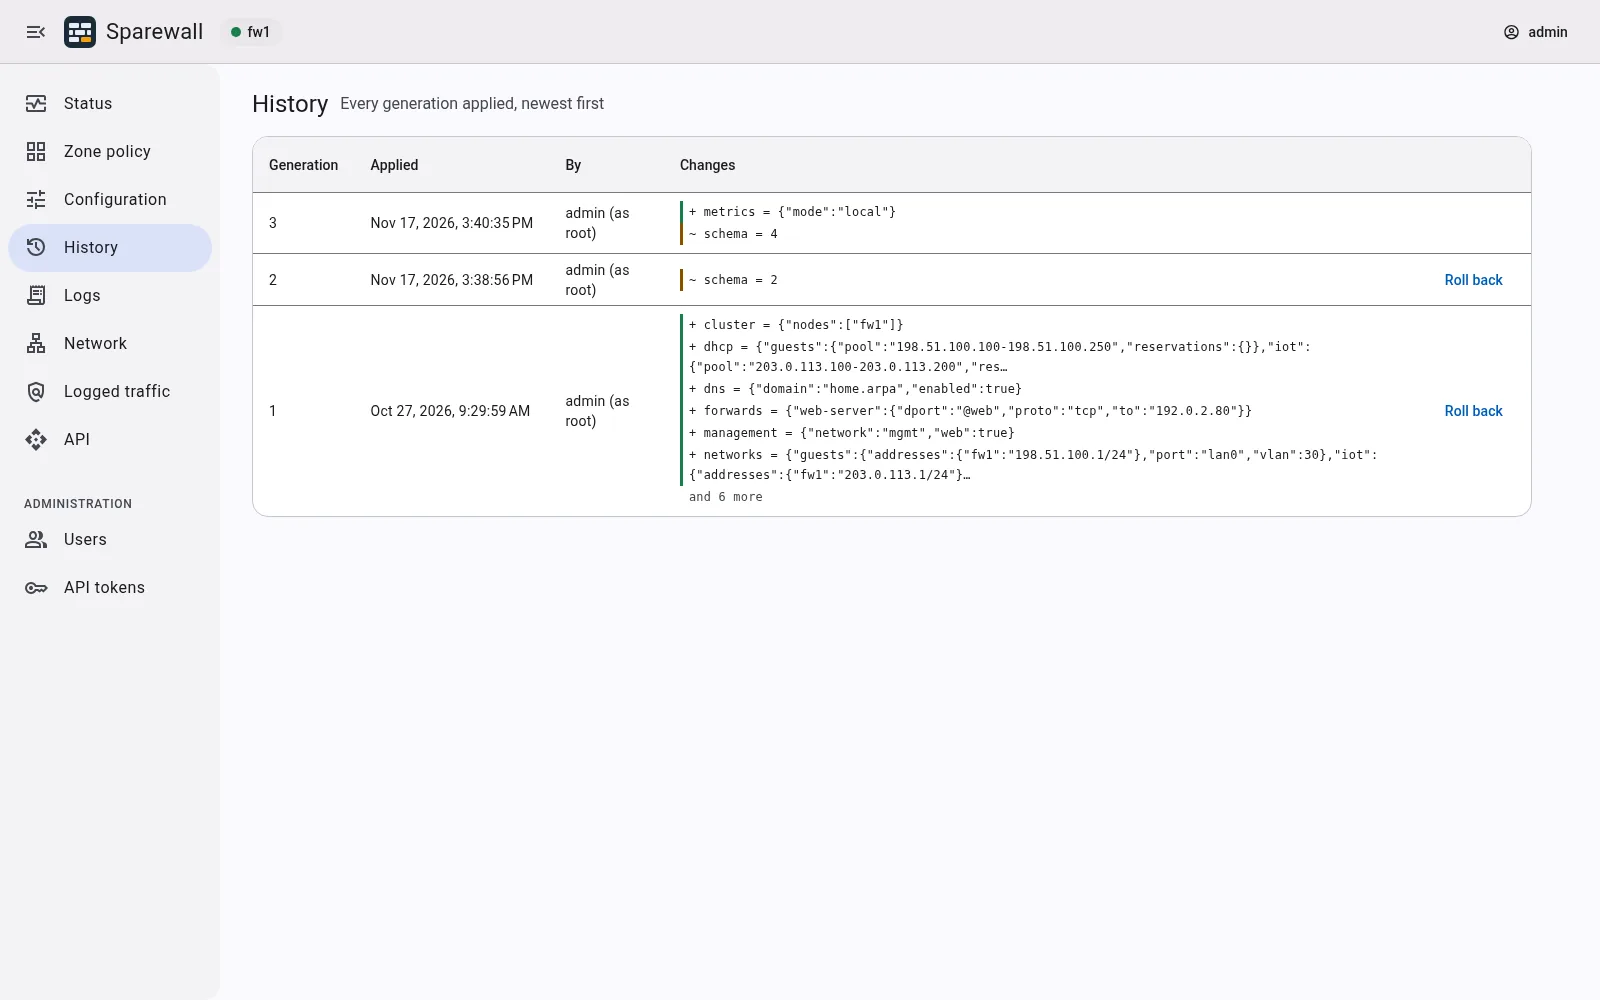 Sparewall
fw1
admin
Status
Zone policy
Configuration
History
Logs
Network
Logged traffic
API
ADMINISTRATION
Users
API tokens
History Every generation applied, newest first
Generation Applied By Changes
3 Nov 17, 2026, 3:40:35 PM admin (as root)
+ metrics = {"mode":"local"}
~ schema = 4
2 Nov 17, 2026, 3:38:56 PM admin (as root)
~ schema = 2
Roll back
1 Oct 27, 2026, 9:29:59 AM admin (as root)
+ cluster = {"nodes":["fw1"]}
+ dhcp = {"guests":{"pool":"198.51.100.100-198.51.100.250","reservations":{}},"iot":
{"pool":"203.0.113.100-203.0.113.200","res…
+ dns = {"domain":"home.arpa","enabled":true}
+ forwards = {"web-server":{"dport":"@web","proto":"tcp","to":"192.0.2.80"}}
+ management = {"network":"mgmt","web":true}
+ networks = {"guests":{"addresses":{"fw1":"198.51.100.1/24"},"port":"lan0","vlan":30},"iot":
{"addresses":{"fw1":"203.0.113.1/24"}…
and 6 more
Roll back